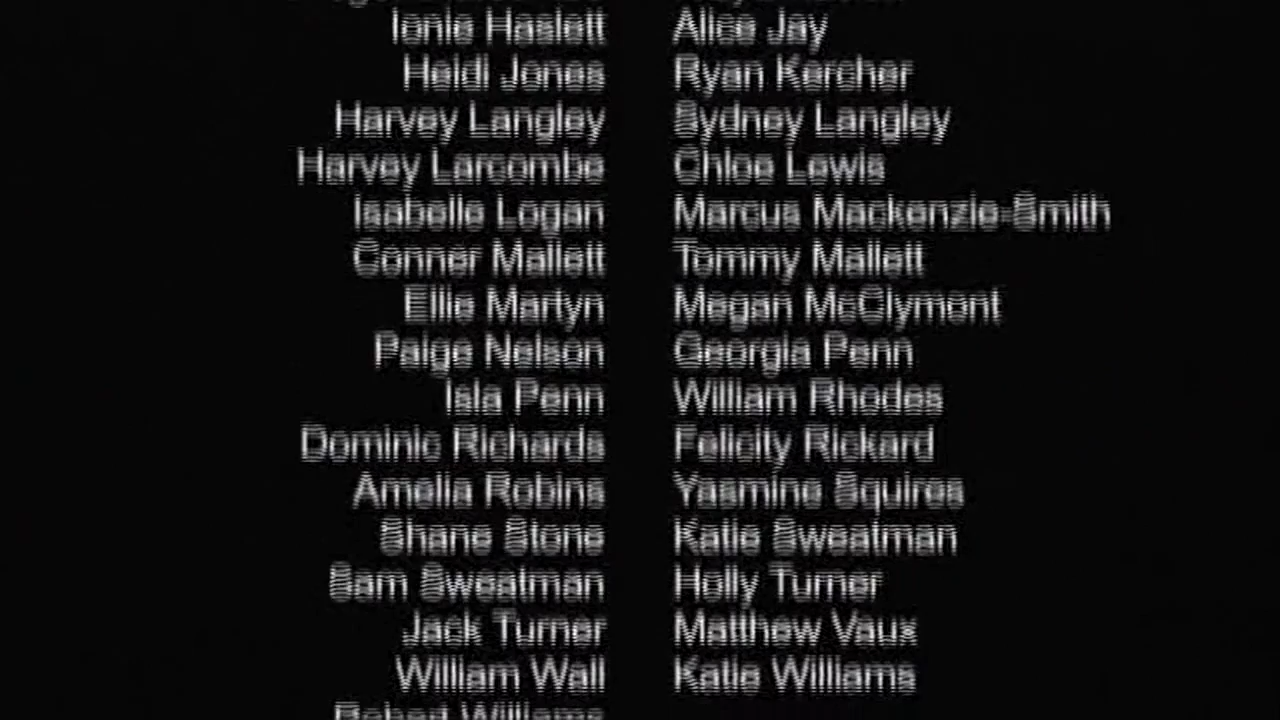 Ionie Haslett Alice Jay
Heidi Jones Ryan Kercher
Harvey Langley Sydney Langley
Harvey Larcombe Chloe Lewis
Isabelle Logan Marcus Mackenzie-Smith
Conner Mallett Tommy Mallett
Ellie Martyn Megan McClymont
Paige Nelson Georgia Penn
Isla Penn William Rhodes
Dominic Richards Felicity Rickard
Amelia Robins Yasmine Squires
Shane Stone Katie Sweatman
Sam Sweatman Holly Turner
Jack Turner Matthew Vaux
William Wall Katie Williams
Robert Williams